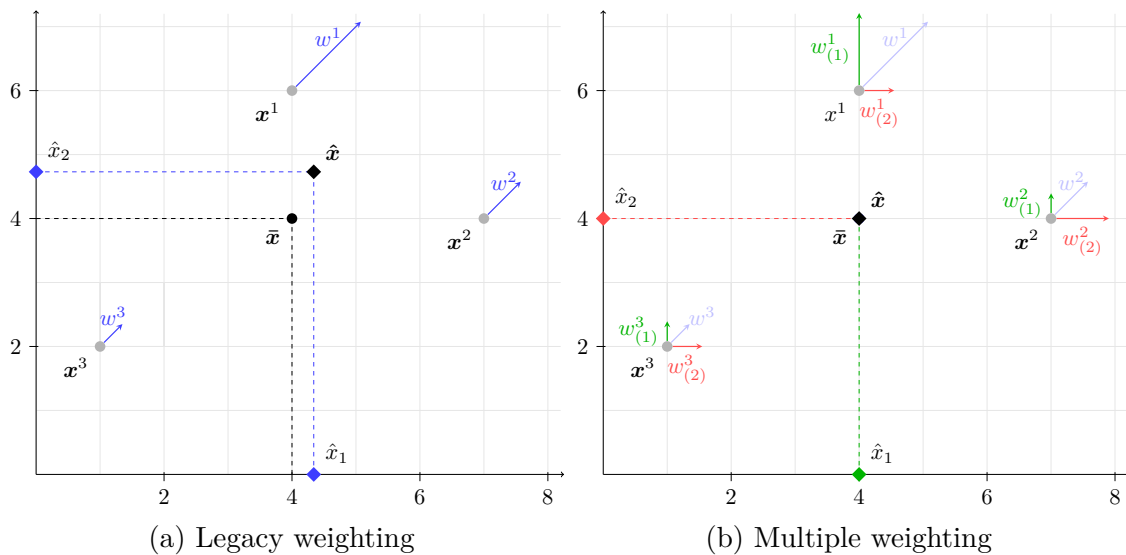 w¹
w¹
w¹₍₁₎
6
𝒙¹
x¹
w¹₍₂₎
x̂₂
𝒙̂
w²
w²
w²₍₁₎
x̂₂
𝒙̂
4
𝒙̄
𝒙²
4
𝒙̄
𝒙²
w²₍₂₎
w³
w³₍₁₎
w³
2
𝒙³
2
𝒙³
w³₍₂₎
x̂₁
x̂₁
2 4 6 8
2 4 6 8
(a) Legacy weighting
(b) Multiple weighting
6